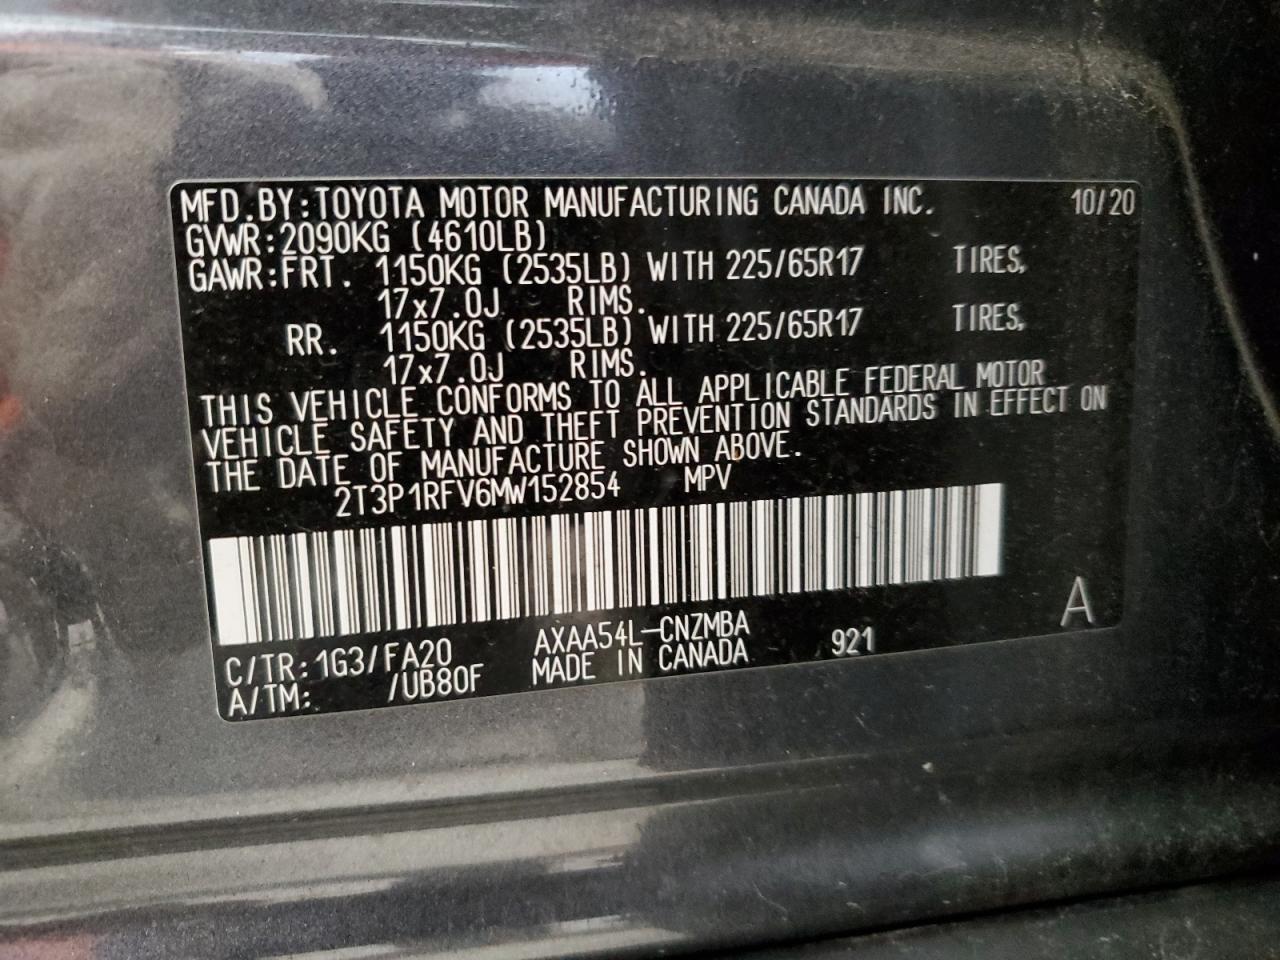 MFD.BY:TOYOTA MOTOR MANUFACTURING CANADA INC. 10/20
GVWR:2090KG (4610LB)
GAWR:FRT. 1150KG (2535LB) WITH 225/65R17 TIRES,
17x7.0J RIMS.
RR. 1150KG (2535LB) WITH 225/65R17 TIRES,
17x7.0J RIMS.
THIS VEHICLE CONFORMS TO ALL APPLICABLE FEDERAL MOTOR
VEHICLE SAFETY AND THEFT PREVENTION STANDARDS IN EFFECT ON
THE DATE OF MANUFACTURE SHOWN ABOVE.
2T3P1RFV6MW152854 MPV
A
C/TR:1G3/FA20 AXAA54L-CNZMBA 921
A/TM: /UB80F MADE IN CANADA